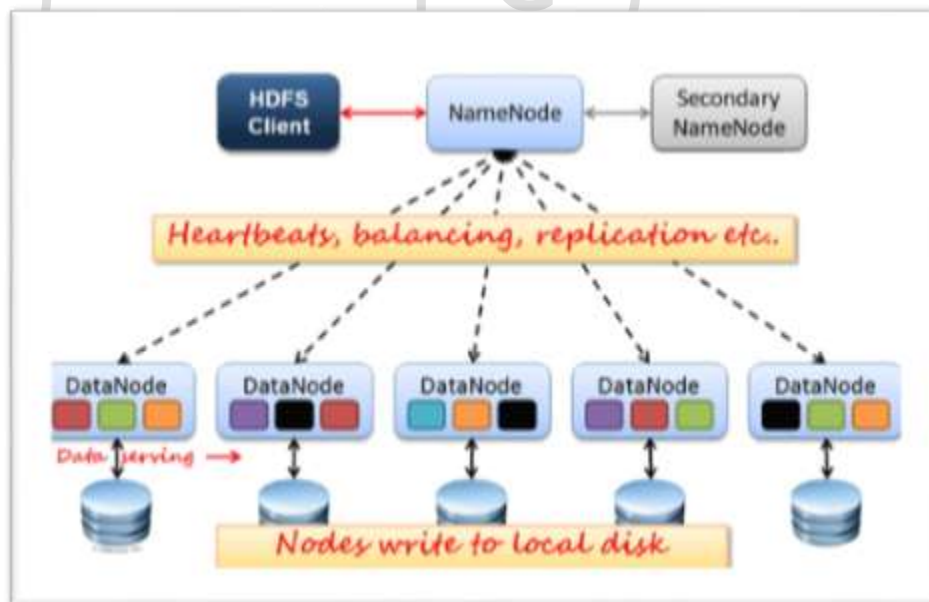 HDFS
Client
NameNode
Secondary
NameNode
Heartbeats, balancing, replication etc..
DataNode
DataNode
DataNode
DataNode
DataNode
Data serving
Nodes write to local disk